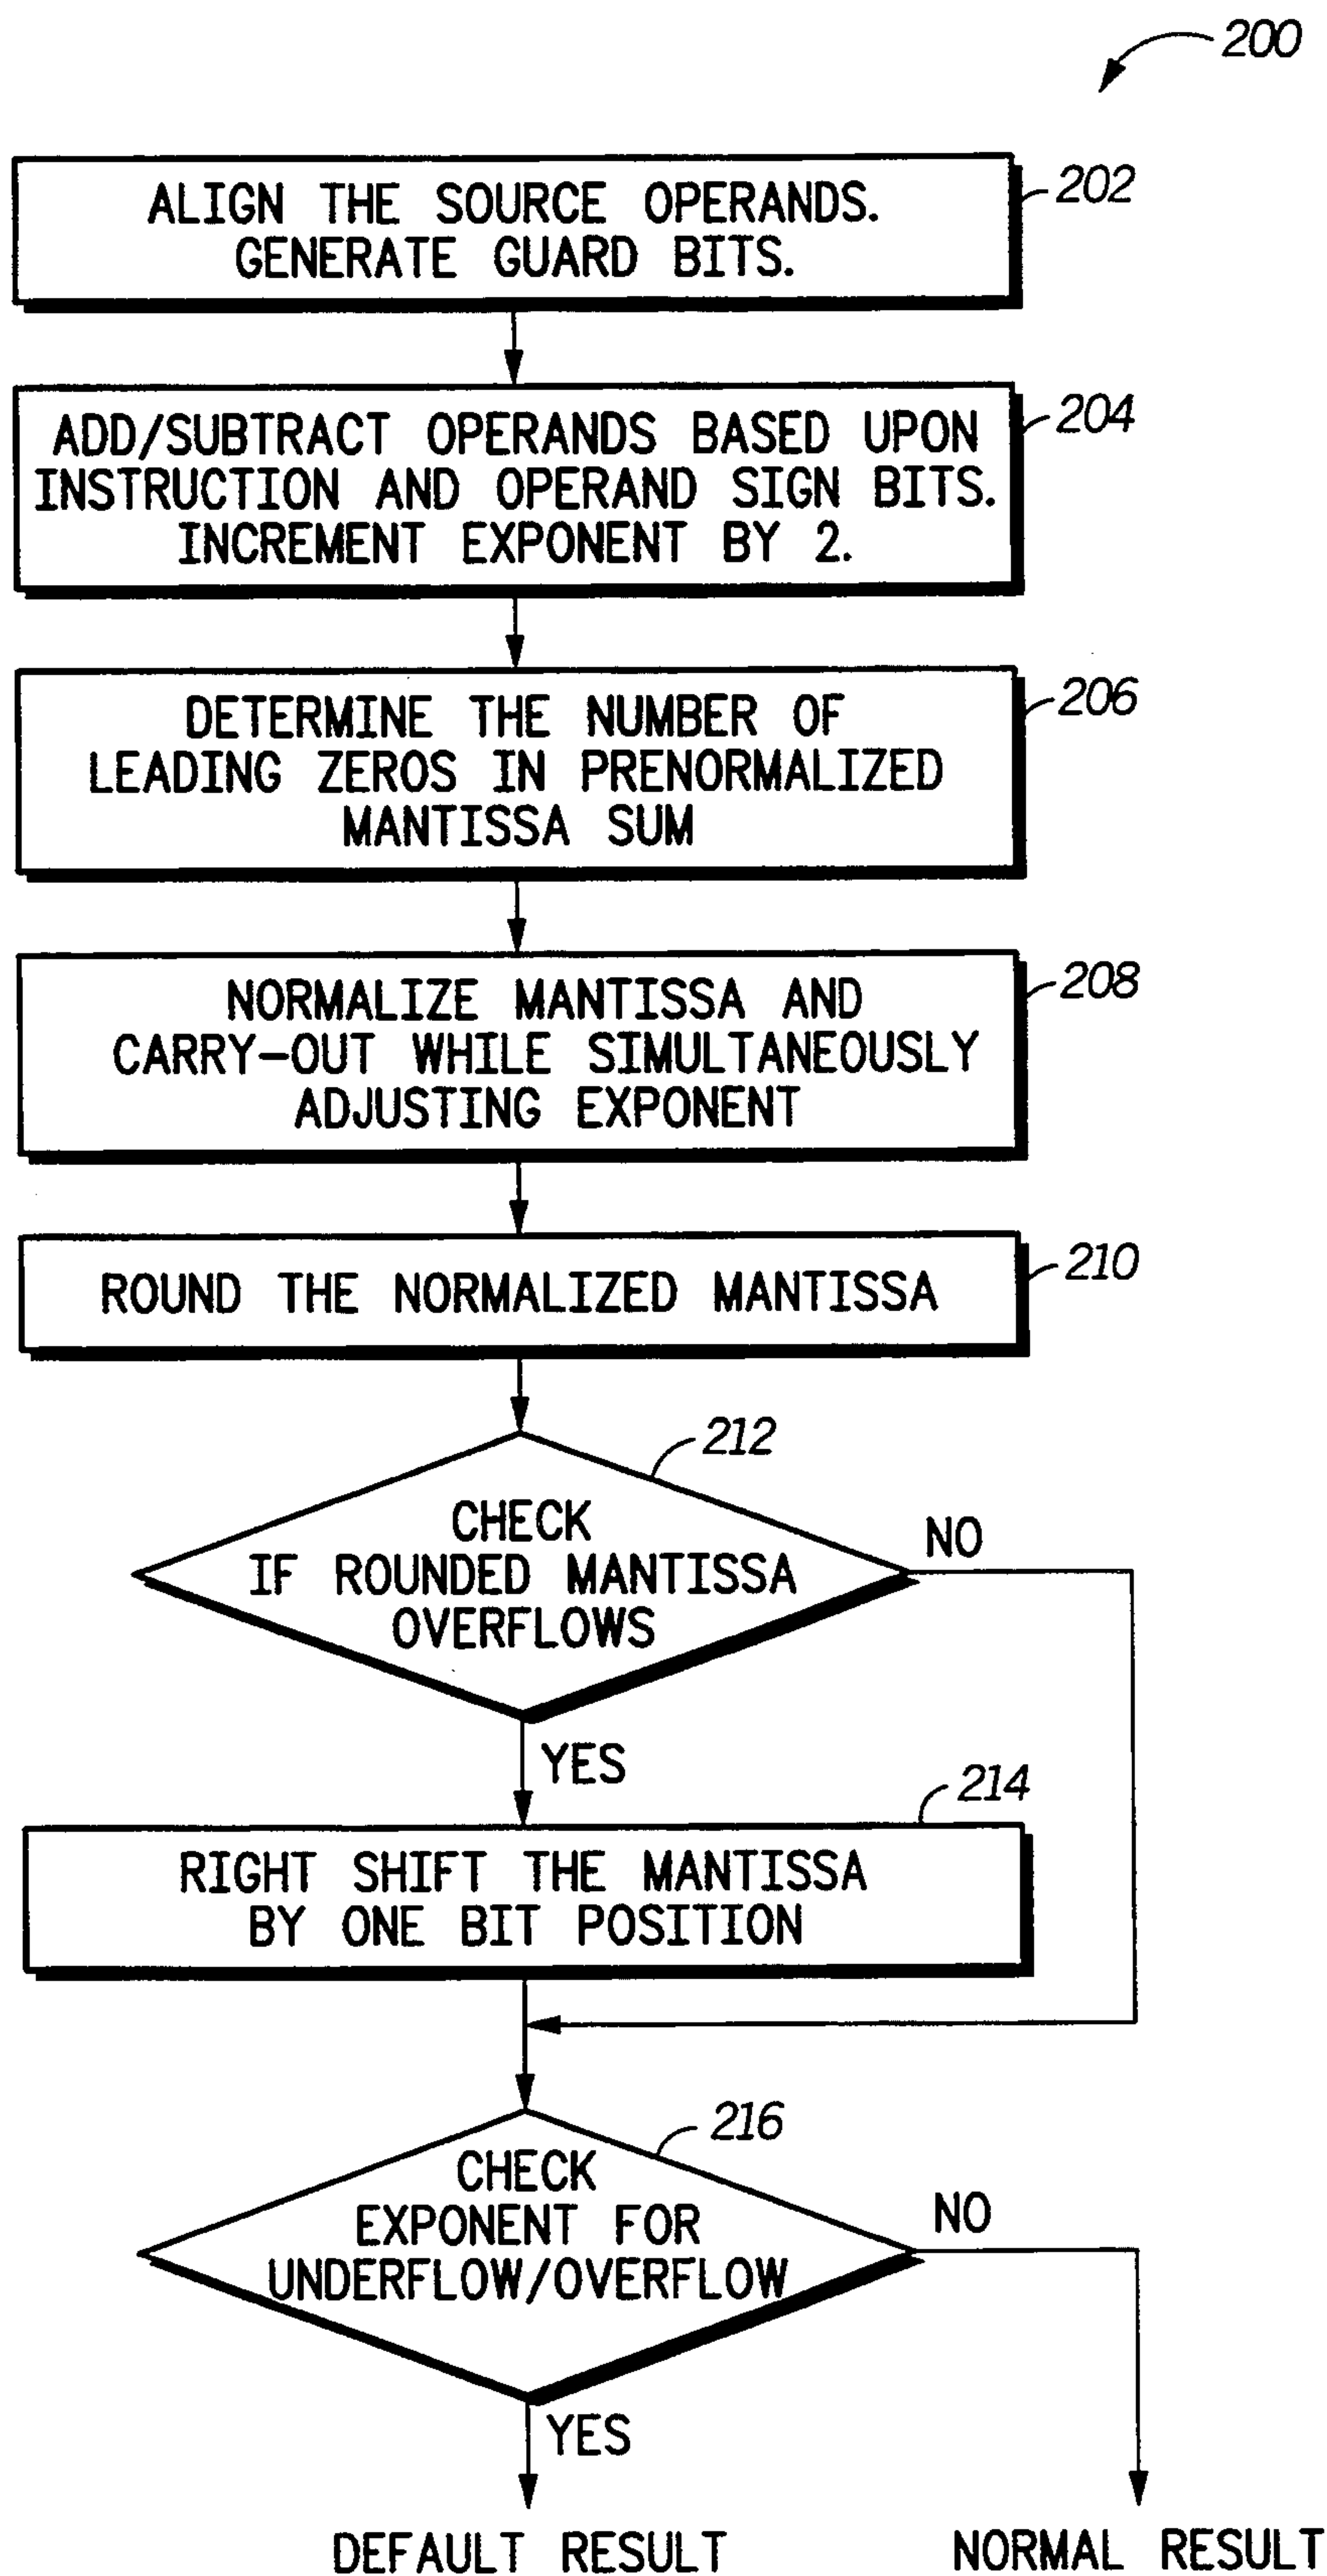 200
202
ALIGN THE SOURCE OPERANDS.
GENERATE GUARD BITS.
204
ADD/SUBTRACT OPERANDS BASED UPON
INSTRUCTION AND OPERAND SIGN BITS.
INCREMENT EXPONENT BY 2.
206
DETERMINE THE NUMBER OF
LEADING ZEROS IN PRENORMALIZED
MANTISSA SUM
208
NORMALIZE MANTISSA AND
CARRY-OUT WHILE SIMULTANEOUSLY
ADJUSTING EXPONENT
210
ROUND THE NORMALIZED MANTISSA
212
CHECK
IF ROUNDED MANTISSA
OVERFLOWS
NO
YES
214
RIGHT SHIFT THE MANTISSA
BY ONE BIT POSITION
216
CHECK
EXPONENT FOR
UNDERFLOW/OVERFLOW
NO
YES
DEFAULT RESULT
NORMAL RESULT